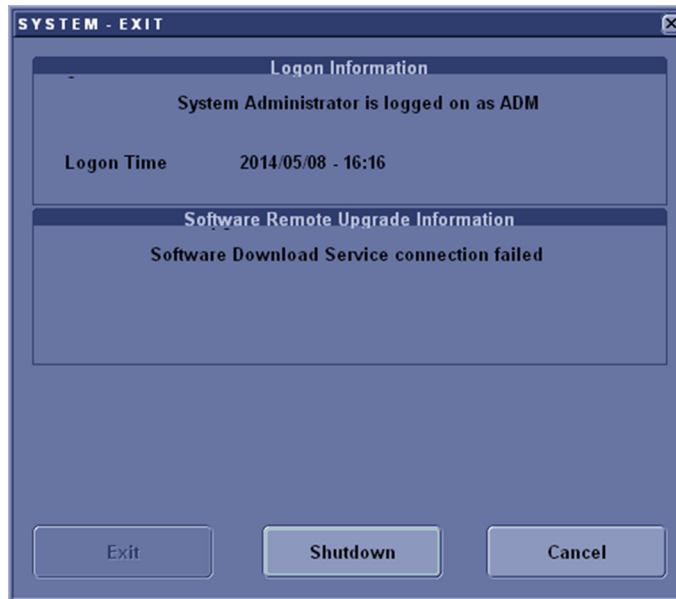 SYSTEM - EXIT
Logon Information
System Administrator is logged on as ADM
Logon Time 2014/05/08 - 16:16
Software Remote Upgrade Information
Software Download Service connection failed
Exit Shutdown Cancel